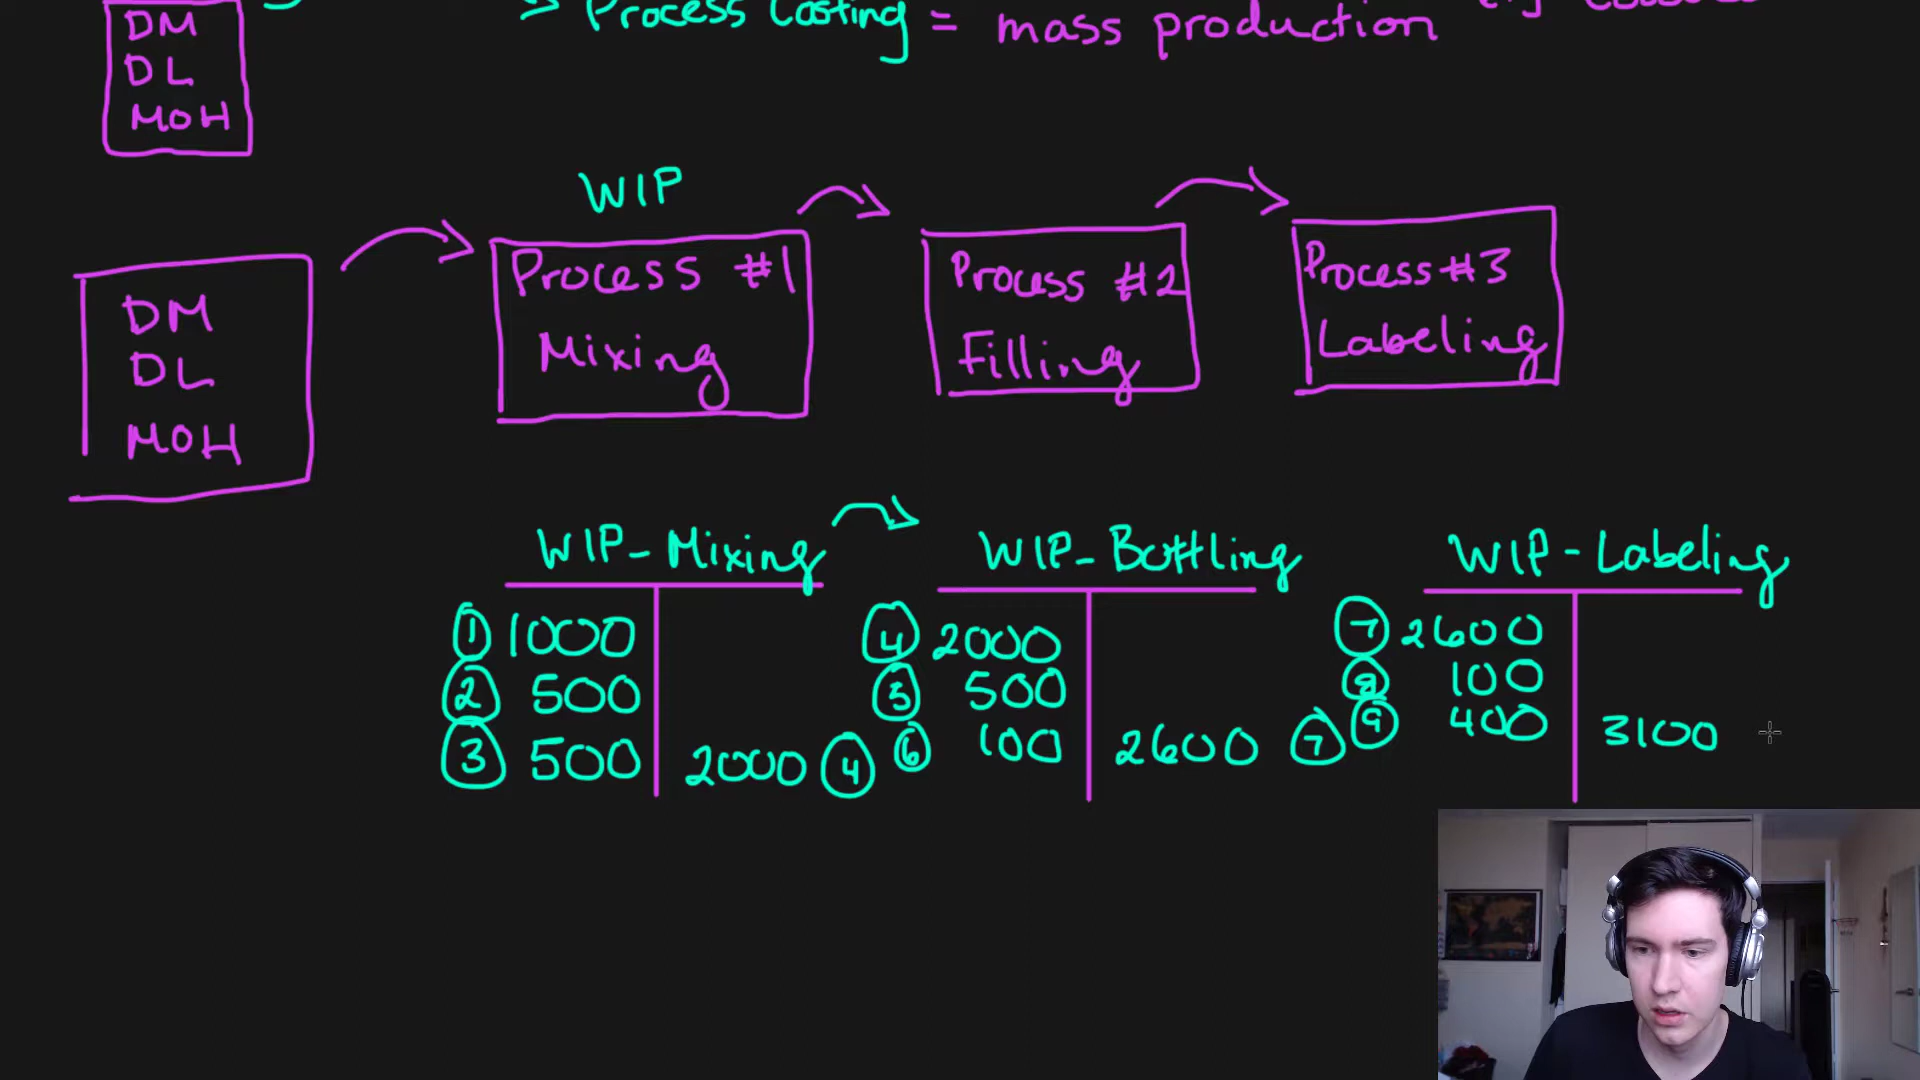 DM
DL
MOH
Process Costing = mass production
WIP
DM
DL
MOH
Process #1
Mixing
Process #2
Filling
Process #3
Labeling
WIP-Mixing
1 1000
2 500
3 500 2000 4
WIP-Bottling
4 2000
5 500
6 100 2600 7
WIP-Labeling
7 2600
8 100
9 400 3100